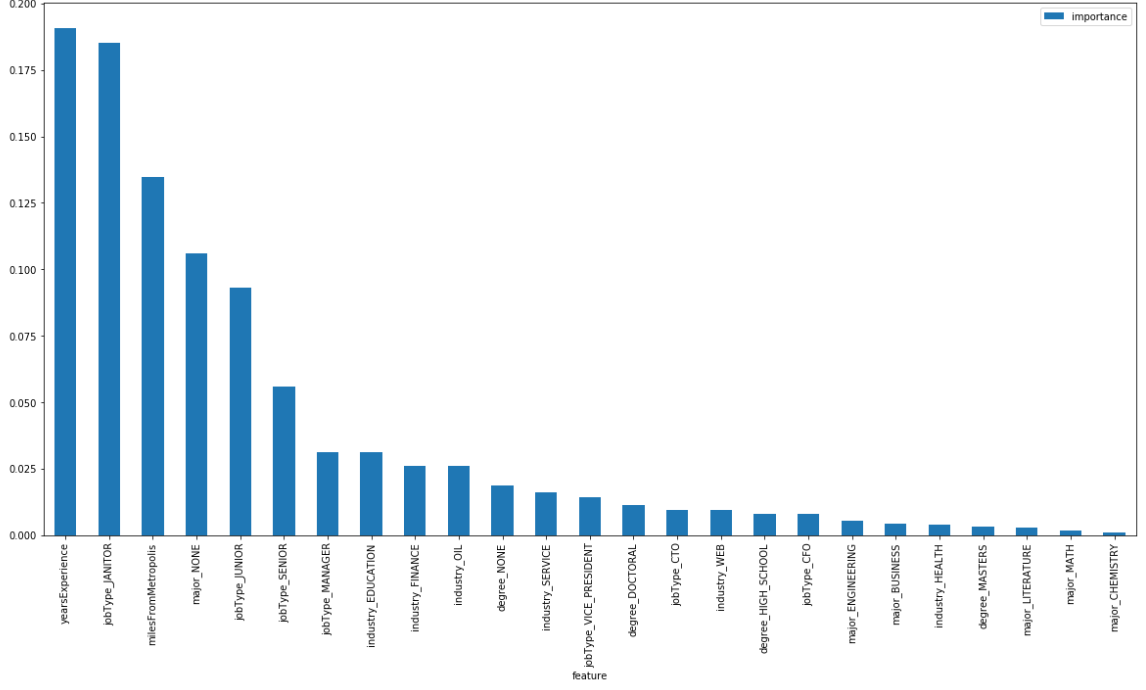 0.200
0.175
0.150
0.125
0.100
0.075
0.050
0.025
0.000
importance
yearsExperience
jobType_JANITOR
milesFromMetropolis
major_NONE
jobType_JUNIOR
jobType_SENIOR
jobType_MANAGER
industry_EDUCATION
industry_FINANCE
industry_OIL
degree_NONE
industry_SERVICE
jobType_VICE_PRESIDENT
degree_DOCTORAL
jobType_CTO
industry_WEB
degree_HIGH_SCHOOL
jobType_CFO
major_ENGINEERING
major_BUSINESS
industry_HEALTH
degree_MASTERS
major_LITERATURE
major_MATH
major_CHEMISTRY
feature